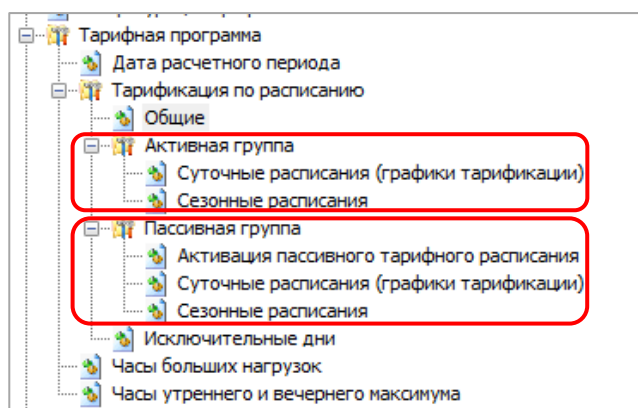 Тарифная программа
Дата расчетного периода
Тарификация по расписанию
Общие
Активная группа
Суточные расписания (графики тарификации)
Сезонные расписания
Пассивная группа
Активация пассивного тарифного расписания
Суточные расписания (графики тарификации)
Сезонные расписания
Исключительные дни
Часы больших нагрузок
Часы утреннего и вечернего максимума